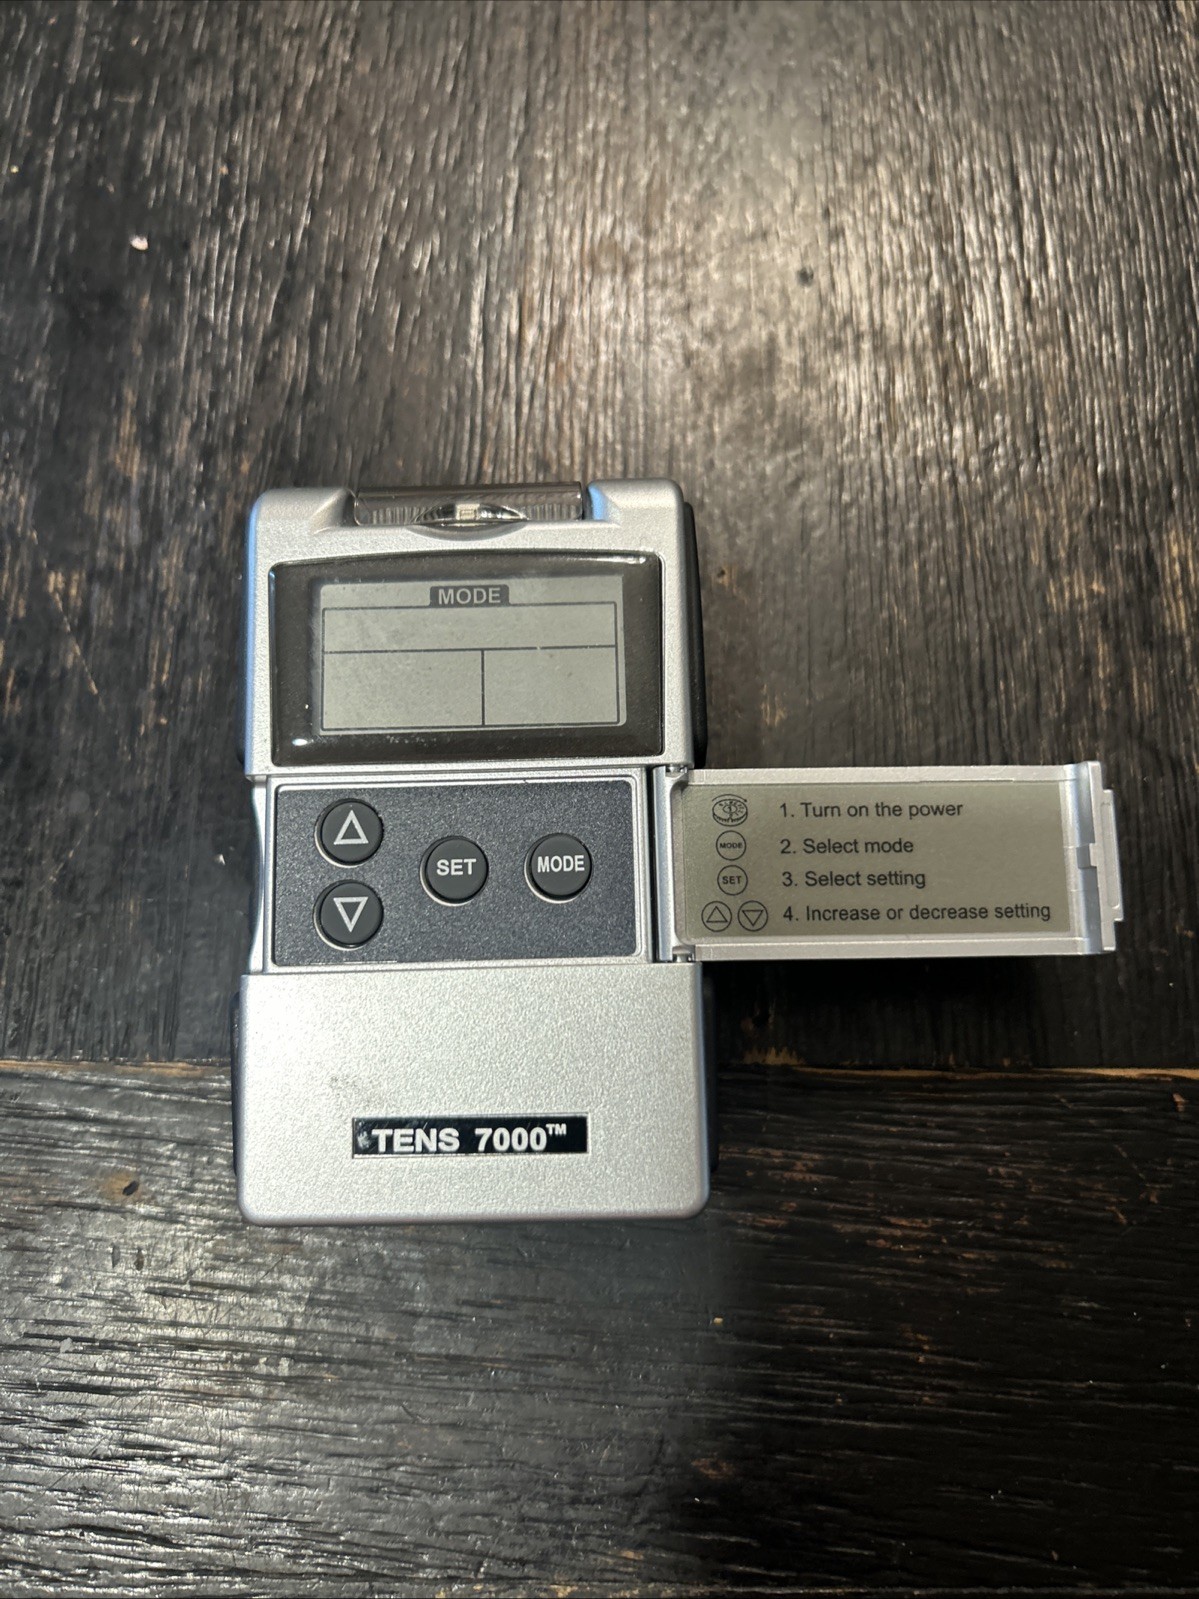 MODE
SET
MODE
1. Turn on the power
MODE 2. Select mode
SET 3. Select setting
4. Increase or decrease setting
TENS 7000™